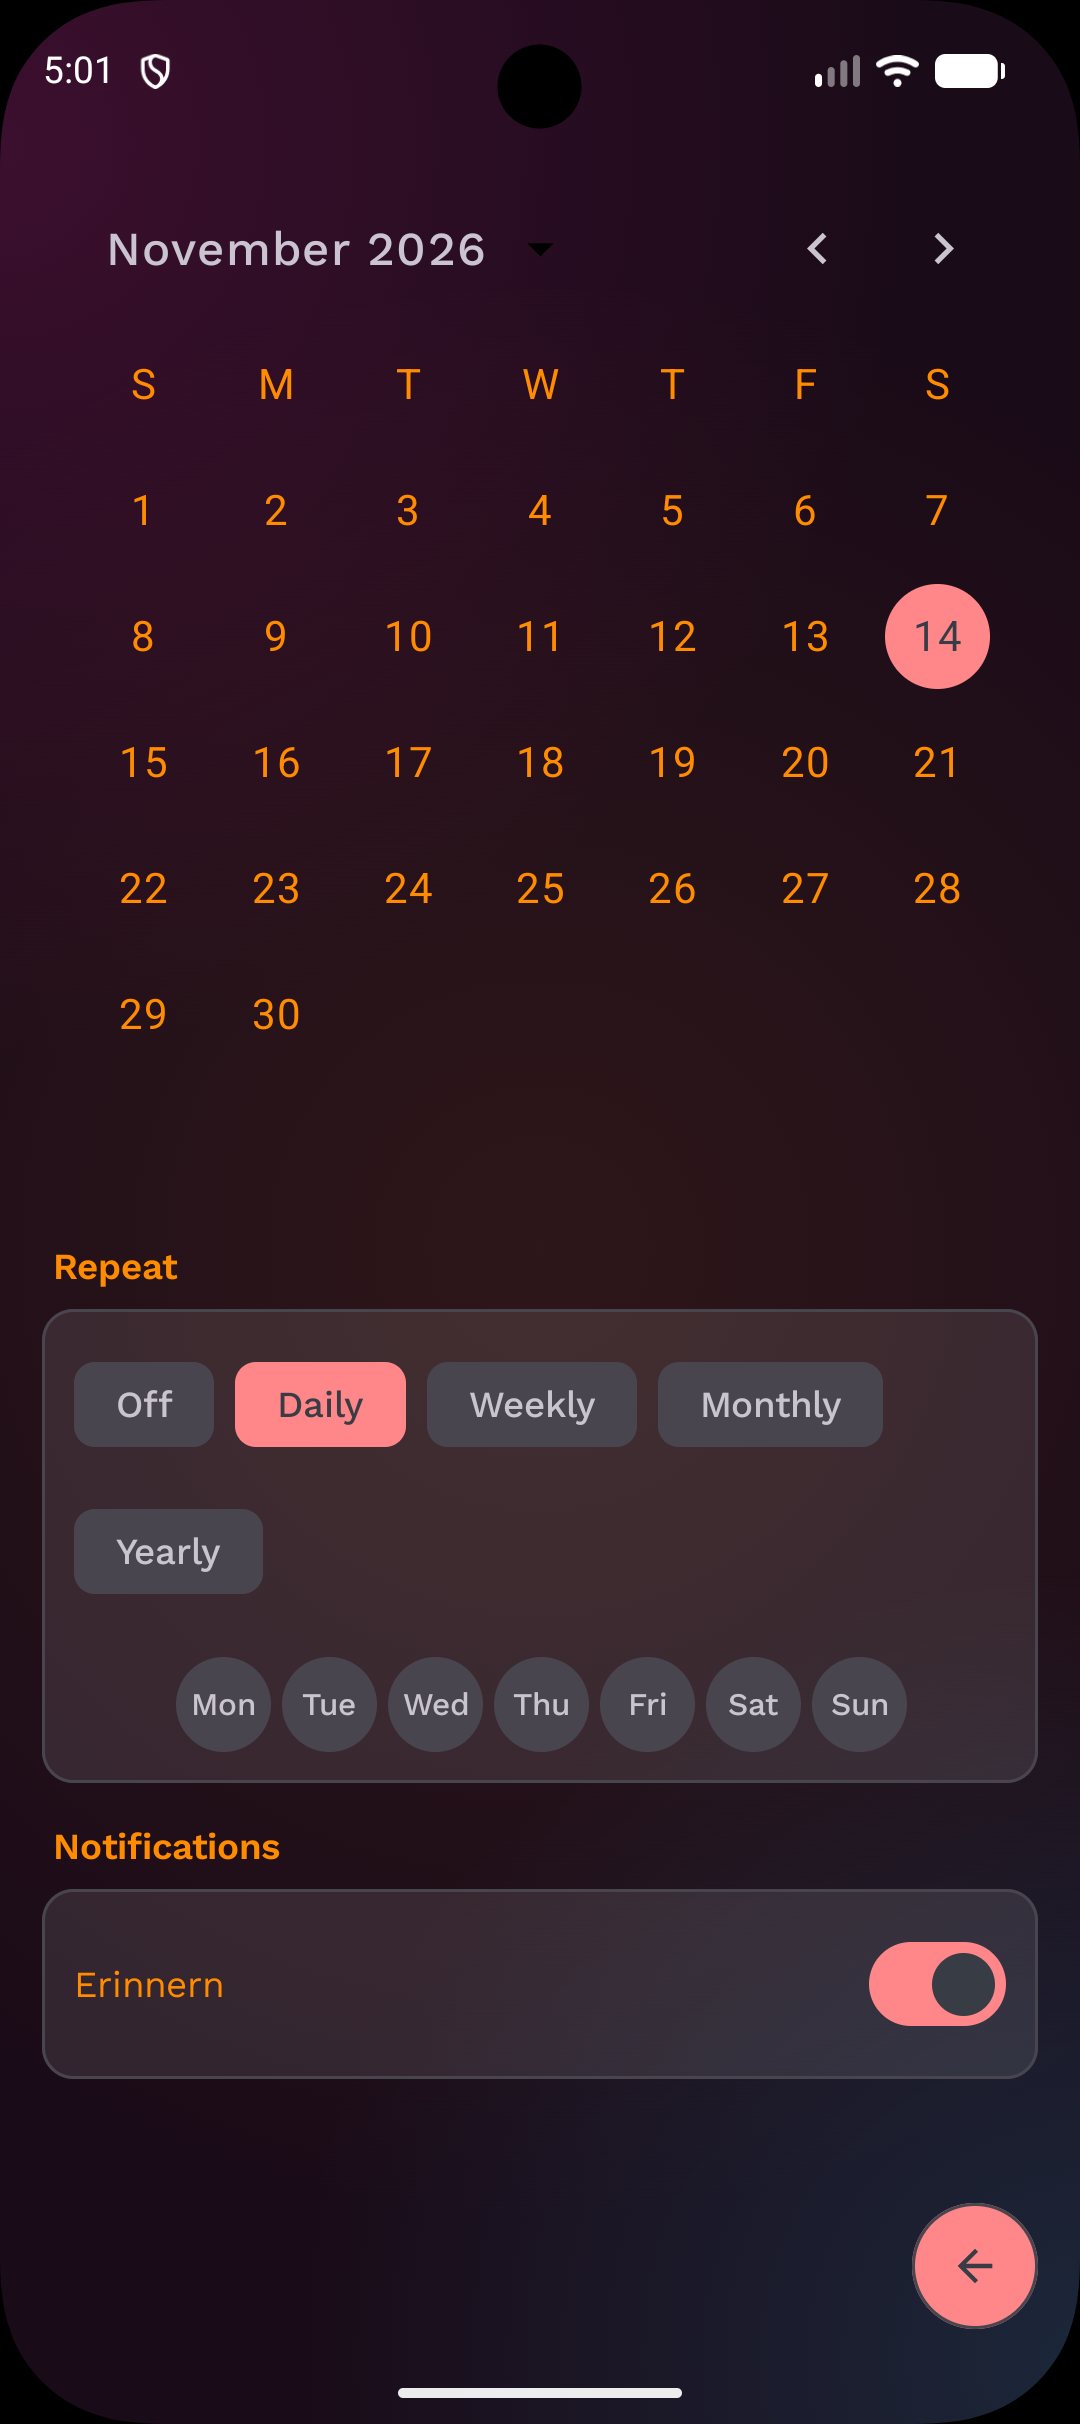 5:01
November 2026
S M T W T F S
1 2 3 4 5 6 7
8 9 10 11 12 13 14
15 16 17 18 19 20 21
22 23 24 25 26 27 28
29 30
Repeat
Off Daily Weekly Monthly
Yearly
Mon Tue Wed Thu Fri Sat Sun
Notifications
Erinnern